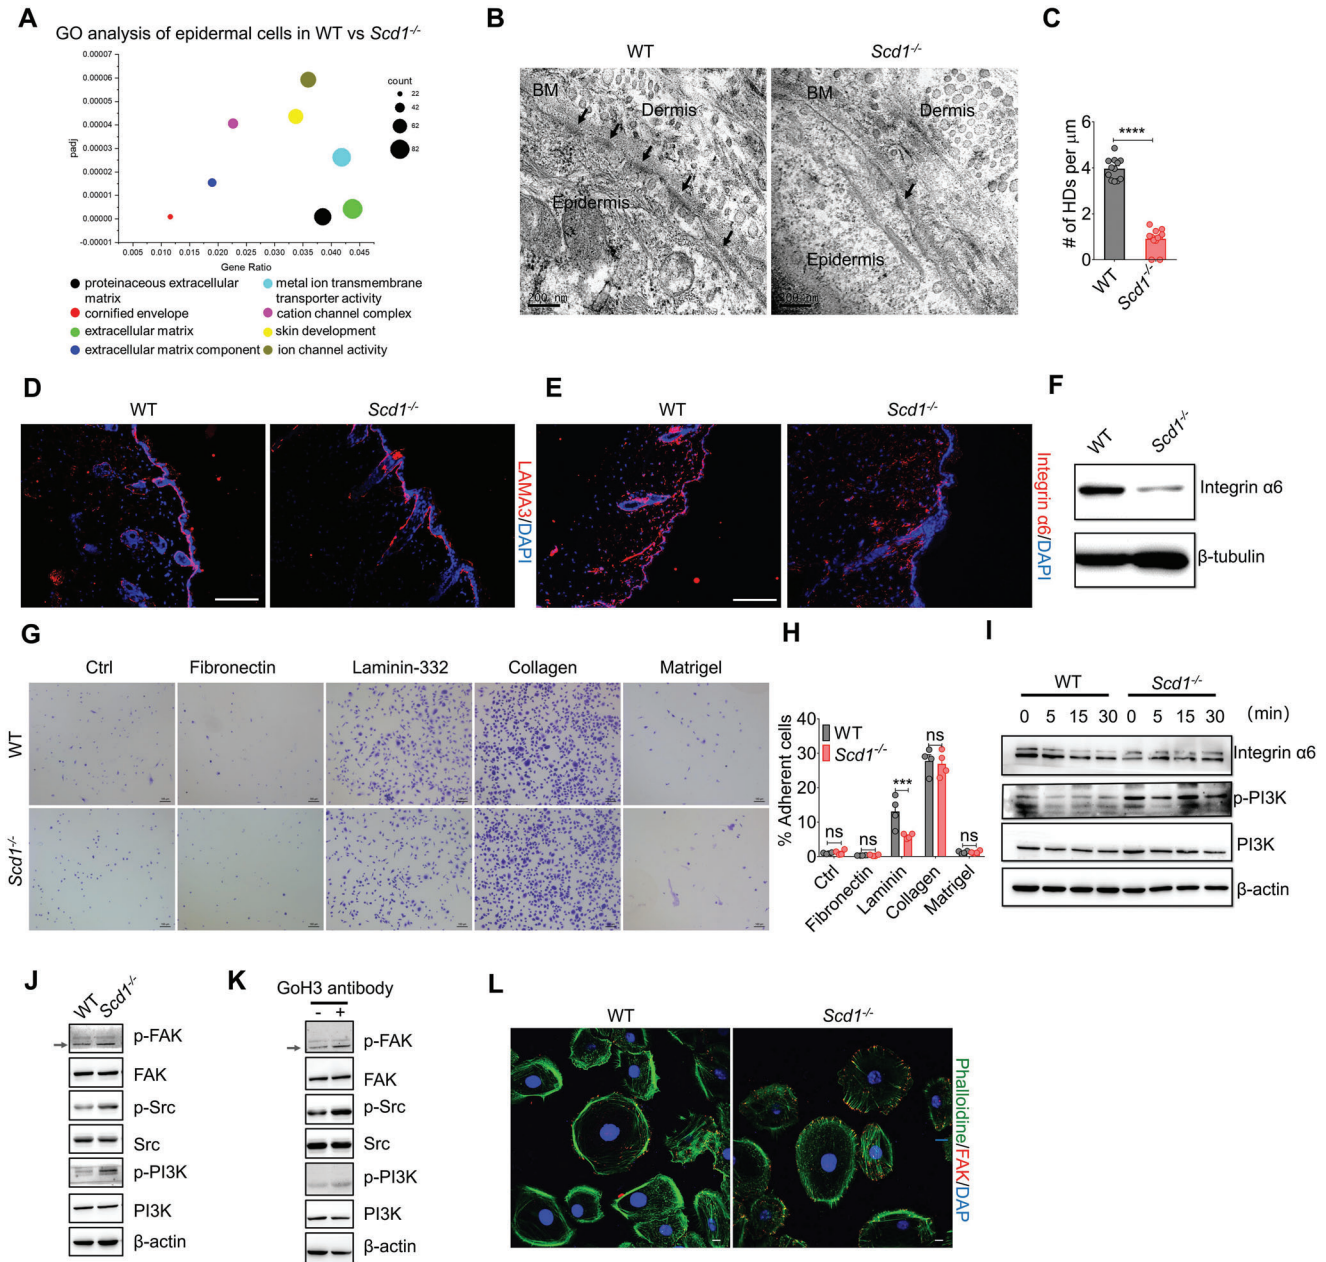 A
GO analysis of epidermal cells in WT vs Scd1-/-
0.00007
0.00006
0.00005
0.00004
0.00003
0.00002
0.00001
0.00000
-0.00001
padj
0.005 0.010 0.015 0.020 0.025 0.030 0.035 0.040 0.045
Gene Ratio
count
22
42
62
82
proteinaceous extracellular
matrix
cornified envelope
extracellular matrix
extracellular matrix component
metal ion transmembrane
transporter activity
cation channel complex
skin development
ion channel activity
B
WT
Scd1-/-
BM
Dermis
Epidermis
200 nm
BM
Dermis
Epidermis
C
# of HDs per μm
6
4
2
0
****
WT
Scd1-/-
D
WT
Scd1-/-
LAMA3/DAPI
E
WT
Scd1-/-
Integrin α6/DAPI
F
WT
Scd1-/-
Integrin α6
β-tubulin
G
Ctrl Fibronectin Laminin-332 Collagen Matrigel
WT
Scd1-/-
H
% Adherent cells
40
30
20
10
0
WT
Scd1-/-
ns
ns
***
ns
ns
Ctrl
Fibronectin
Laminin
Collagen
Matrigel
I
WT Scd1-/-
0 5 15 30 0 5 15 30 (min)
Integrin α6
p-PI3K
PI3K
β-actin
J
WT
Scd1-/-
p-FAK
FAK
p-Src
Src
p-PI3K
PI3K
β-actin
K
GoH3 antibody
- +
p-FAK
FAK
p-Src
Src
p-PI3K
PI3K
β-actin
L
WT
Scd1-/-
Phalloidine/FAK/DAP